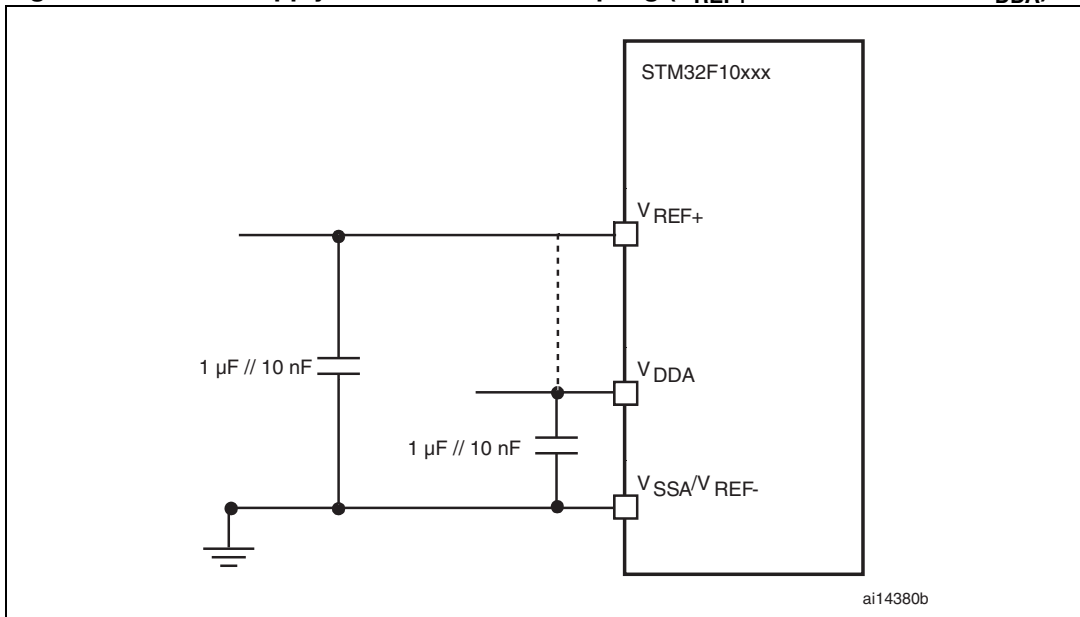 STM32F10xxx
VREF+
1 µF // 10 nF
VDDA
1 µF // 10 nF
VSSA/VREF-
ai14380b